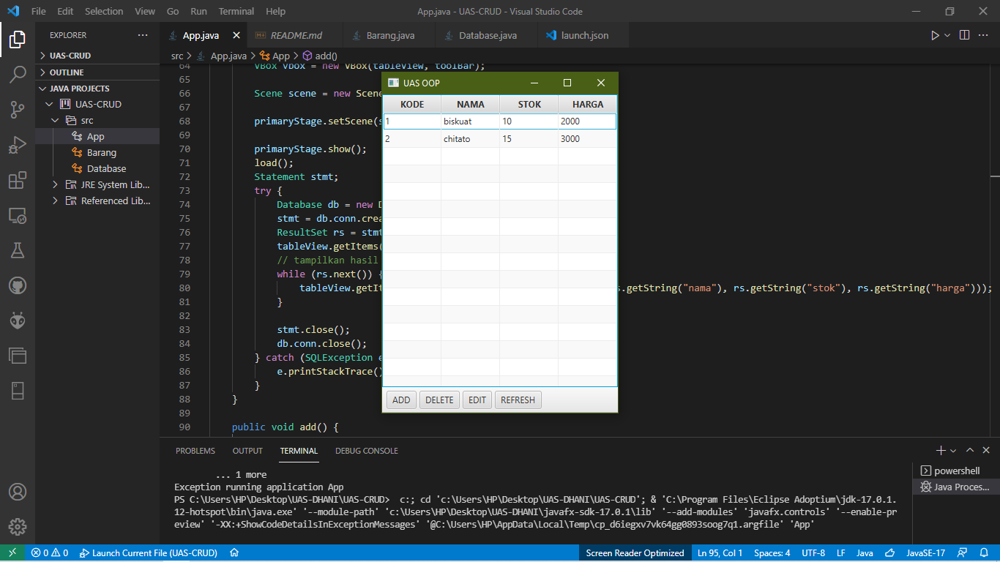 File Edit Selection View Go Run Terminal Help App.java - UAS-CRUD - Visual Studio Code
EXPLORER ...
App.java README.md Barang.java Database.java launch.json
src > App.java > App > add()
UAS-CRUD
OUTLINE
JAVA PROJECTS
UAS-CRUD
src
App
Barang
Database
JRE System Lib...
Referenced Lib...
64 VBox vbox = new VBox(tableView, toolBar);
65
66 Scene scene = new Scene
67
68 primaryStage.setScene(
69
70 primaryStage.show();
71 load();
72 Statement stmt;
73 try {
74 Database db = new
75 stmt = db.conn.crea
76 ResultSet rs = stmt
77 tableView.getItems(
78 // tampilkan hasil
79 while (rs.next()) {
80 tableView.getIt s.getString("nama"), rs.getString("stok"), rs.getString("harga")));
81 }
82
83 stmt.close();
84 db.conn.close();
85 } catch (SQLException e
86 e.printStackTrace()
87 }
88 }
89
90 public void add() {
UAS OOP
KODE NAMA STOK HARGA
1 biskuat 10 2000
2 chitato 15 3000
ADD DELETE EDIT REFRESH
PROBLEMS OUTPUT TERMINAL DEBUG CONSOLE
... 1 more
Exception running application App
PS C:\Users\HP\Desktop\UAS-DHANI\UAS-CRUD> c:; cd 'c:\Users\HP\Desktop\UAS-DHANI\UAS-CRUD'; & 'C:\Program Files\Eclipse Adoptium\jdk-17.0.1.
12-hotspot\bin\java.exe' '--module-path' 'c:\Users\HP\Desktop\UAS-DHANI\javafx-sdk-17.0.1\lib' '--add-modules' 'javafx.controls' '--enable-pr
eview' '-XX:+ShowCodeDetailsInExceptionMessages' '@C:\Users\HP\AppData\Local\Temp\cp_d6iegxv7vk64gg0893soog7q1.argfile' 'App'
powershell
Java Proces...
0 0 Launch Current File (UAS-CRUD) Screen Reader Optimized Ln 95, Col 1 Spaces: 4 UTF-8 LF Java JavaSE-17